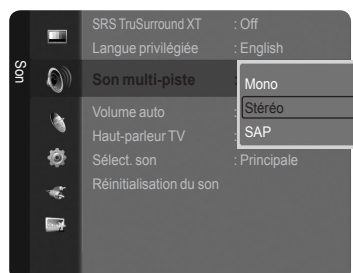 Son
SRS TruSurround XT : Off
Langue privilégiée : English
Son multi-piste :
Mono
Stéréo
SAP
Volume auto :
Haut-parleur TV :
Sélect. son : Principale
Réinitialisation du son